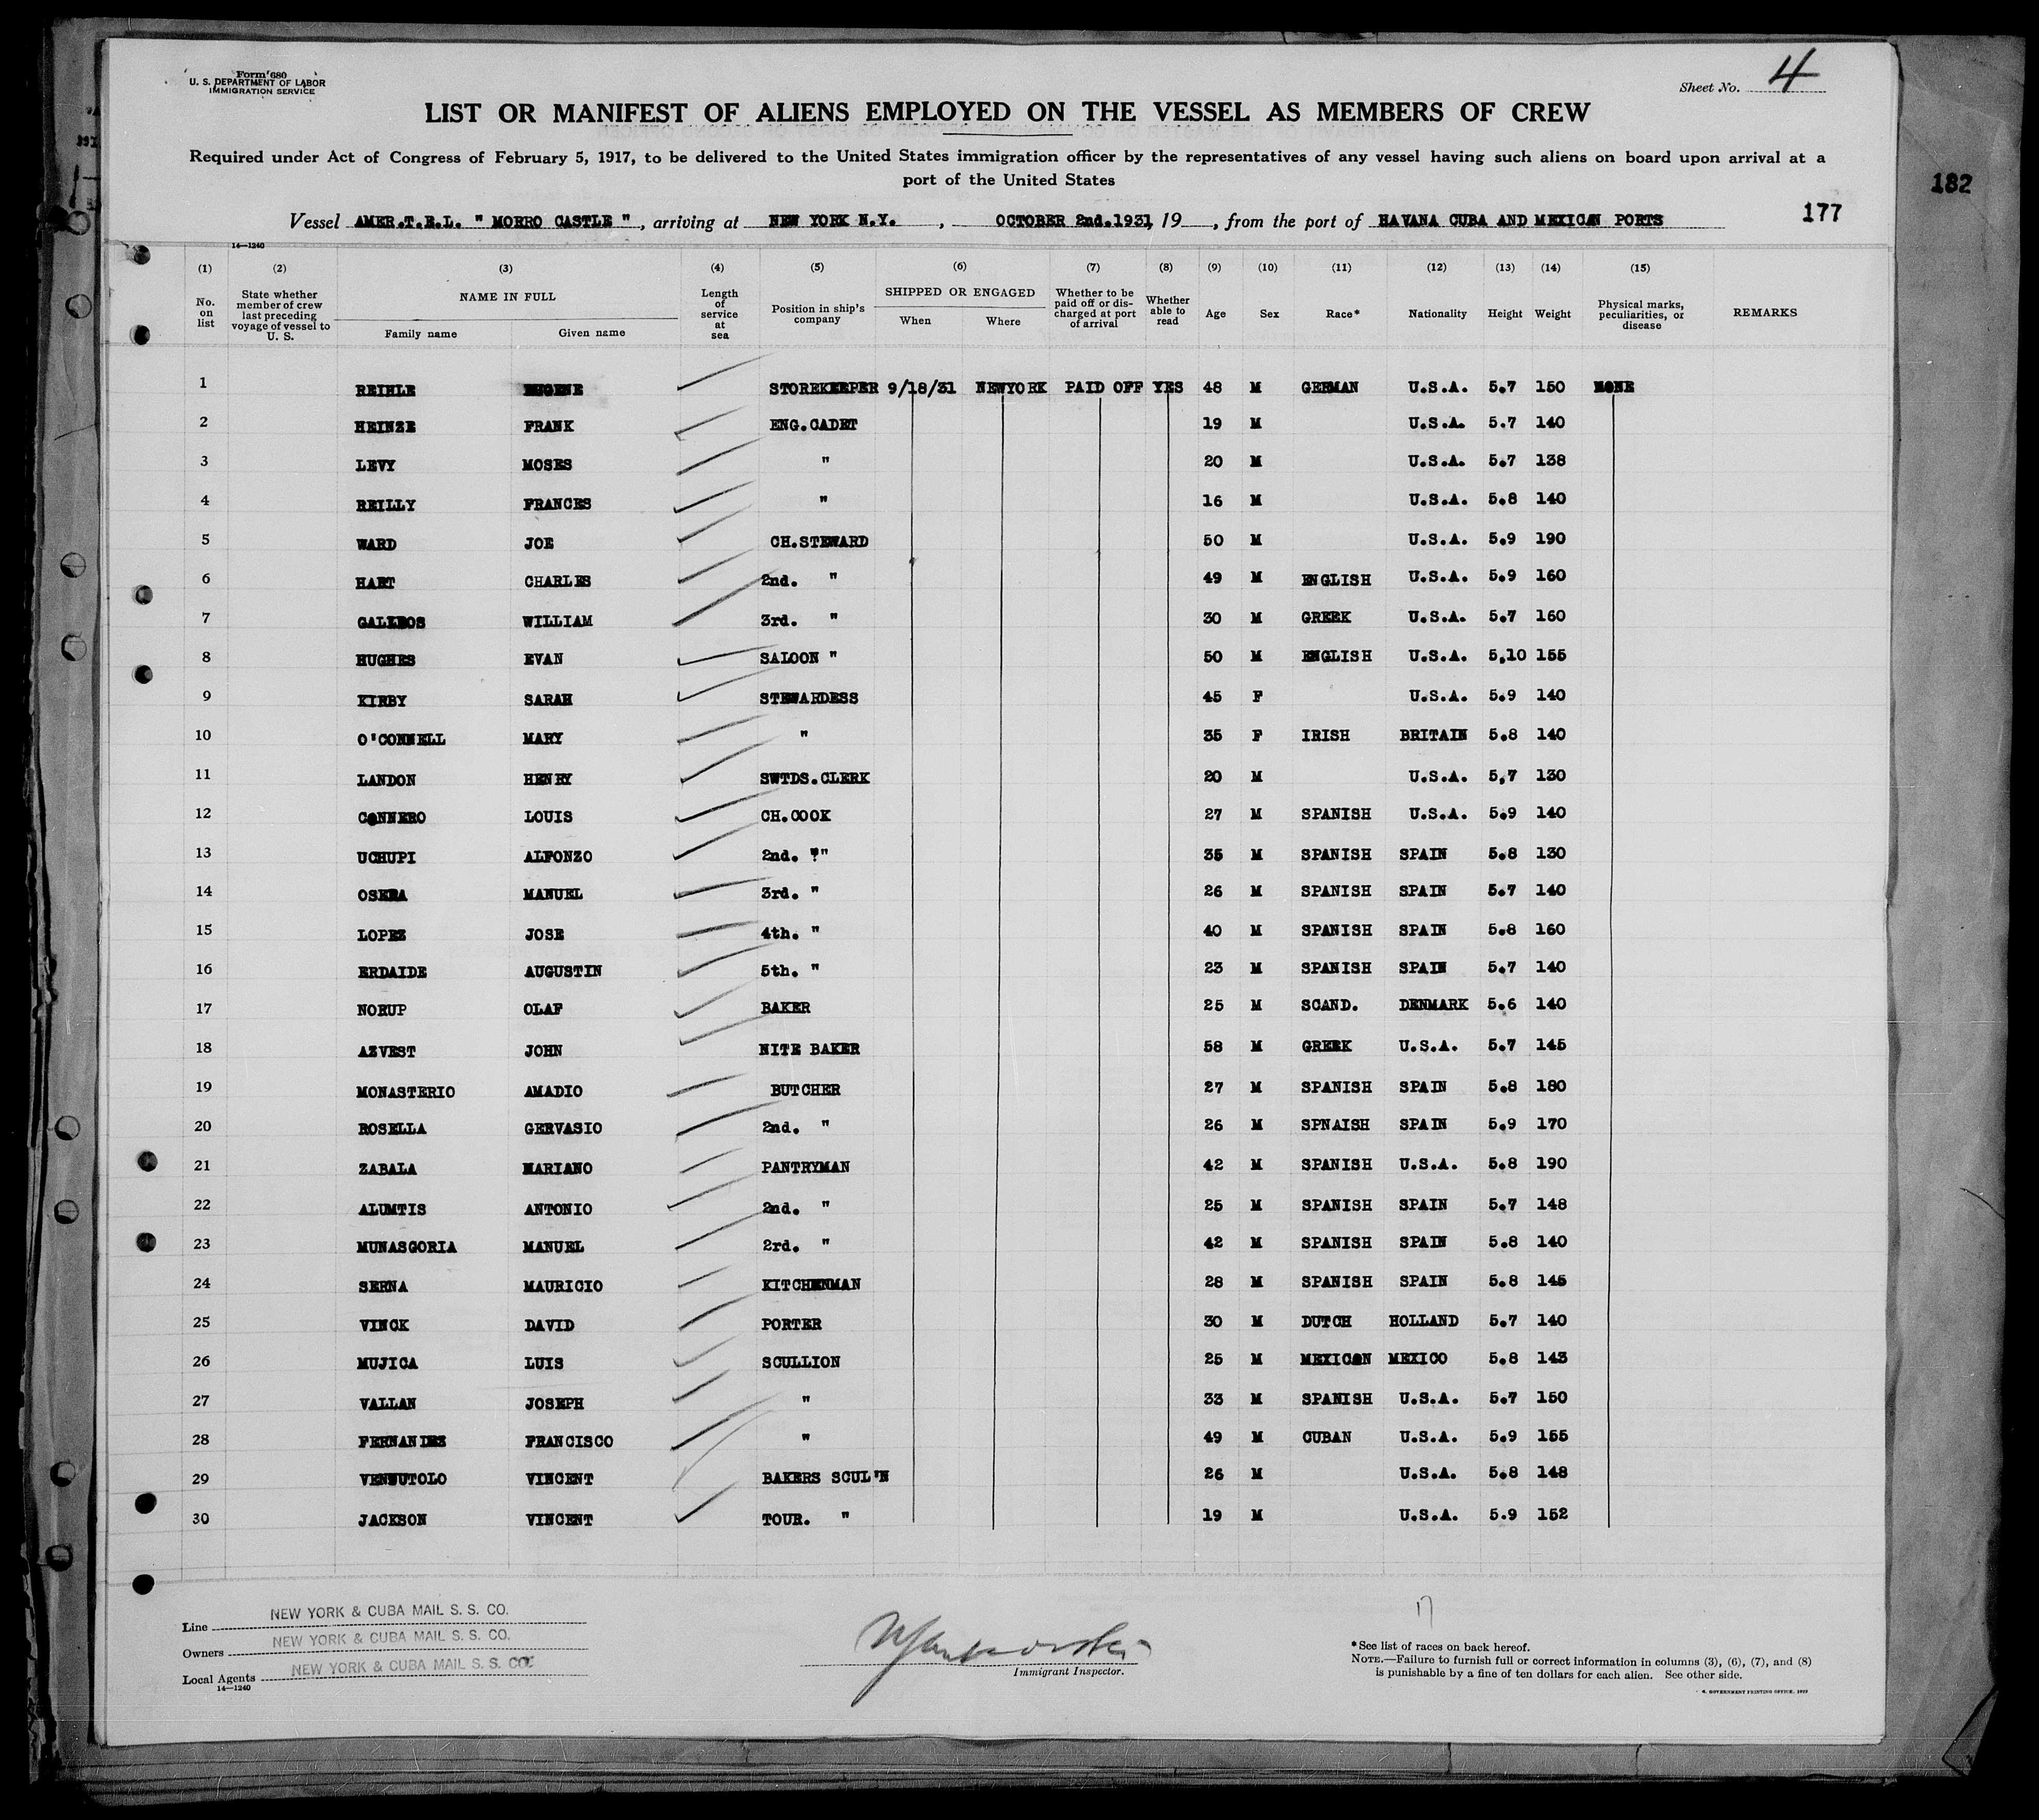 Form 680
U. S. DEPARTMENT OF LABOR
IMMIGRATION SERVICE
Sheet No. 4
LIST OR MANIFEST OF ALIENS EMPLOYED ON THE VESSEL AS MEMBERS OF CREW
Required under Act of Congress of February 5, 1917, to be delivered to the United States immigration officer by the representatives of any vessel having such aliens on board upon arrival at a
port of the United States
182
177
Vessel AMER.T.E.L. " MORRO CASTLE ", arriving at NEW YORK N.Y. , OCTOBER 2nd.1931, 19 , from the port of HAVANA CUBA AND MEXICAN PORTS
14—1240
(1) (2) (3) (4) (5) (6) (7) (8) (9) (10) (11) (12) (13) (14) (15)
No. on list State whether member of crew last preceding voyage of vessel to U. S. NAME IN FULL Family name Given name Length of service at sea Position in ship's company SHIPPED OR ENGAGED When Where Whether to be paid off or discharged at port of arrival Whether able to read Age Sex Race* Nationality Height Weight Physical marks, peculiarities, or disease REMARKS
1 REIHLE EUGENE STOREKEEPER 9/18/31 NEWYORK PAID OFF YES 48 M GERMAN U.S.A. 5.7 150 NONE
2 HEINZE FRANK ENG.CADET 19 M U.S.A. 5.7 140
3 LEVY MOSES " 20 M U.S.A. 5.7 138
4 REILLY FRANCES " 16 M U.S.A. 5.8 140
5 WARD JOE CH.STEWARD 50 M U.S.A. 5.9 190
6 HART CHARLES 2nd. " 49 M ENGLISH U.S.A. 5.9 160
7 GALLEOS WILLIAM 3rd. " 30 M GREEK U.S.A. 5.7 160
8 HUGHES EVAN SALOON " 50 M ENGLISH U.S.A. 5,10 155
9 KIRBY SARAH STEWARDESS 45 F U.S.A. 5.9 140
10 O'CONNELL MARY " 35 F IRISH BRITAIN 5.8 140
11 LANDON HENRY SWTDS.CLERK 20 M U.S.A. 5,7 130
12 CONNERO LOUIS CH.COOK 27 M SPANISH U.S.A. 5.9 140
13 UCHUPI ALFONZO 2nd. " 35 M SPANISH SPAIN 5.8 130
14 OSERA MANUEL 3rd. " 26 M SPANISH SPAIN 5.7 140
15 LOPEZ JOSE 4th. " 40 M SPANISH SPAIN 5.8 160
16 ERDAIDE AUGUSTIN 5th. " 23 M SPANISH SPAIN 5.7 140
17 NORUP OLAF BAKER 25 M SCAND. DENMARK 5.6 140
18 AZVEST JOHN NITE BAKER 58 M GREEK U.S.A. 5.7 145
19 MONASTERIO AMADIO BUTCHER 27 M SPANISH SPAIN 5.8 180
20 ROSELLA GERVASIO 2nd. " 26 M SPNAISH SPAIN 5.9 170
21 ZABALA MARIANO PANTRYMAN 42 M SPANISH U.S.A. 5.8 190
22 ALUMTIS ANTONIO 2nd. " 25 M SPANISH SPAIN 5.7 148
23 MUNASGORIA MANUEL 2rd. " 42 M SPANISH SPAIN 5.8 140
24 SERNA MAURICIO KITCHENMAN 28 M SPANISH SPAIN 5.8 145
25 VINCK DAVID PORTER 30 M DUTCH HOLLAND 5.7 140
26 MUJICA LUIS SCULLION 25 M MEXICAN MEXICO 5.8 143
27 VALLAN JOSEPH " 33 M SPANISH U.S.A. 5.7 150
28 FERNANDEZ FRANCISCO " 49 M CUBAN U.S.A. 5.9 155
29 VENNUTOLO VINCENT BAKERS SCUL'N 26 M U.S.A. 5.8 148
30 JACKSON VINCENT TOUR. " 19 M U.S.A. 5.9 152
Line NEW YORK & CUBA MAIL S. S. CO.
Owners NEW YORK & CUBA MAIL S. S. CO.
Local Agents NEW YORK & CUBA MAIL S. S. CO.
14—1240
Immigrant Inspector.
17
*See list of races on back hereof.
NOTE.—Failure to furnish full or correct information in columns (3), (6), (7), and (8)
is punishable by a fine of ten dollars for each alien. See other side.